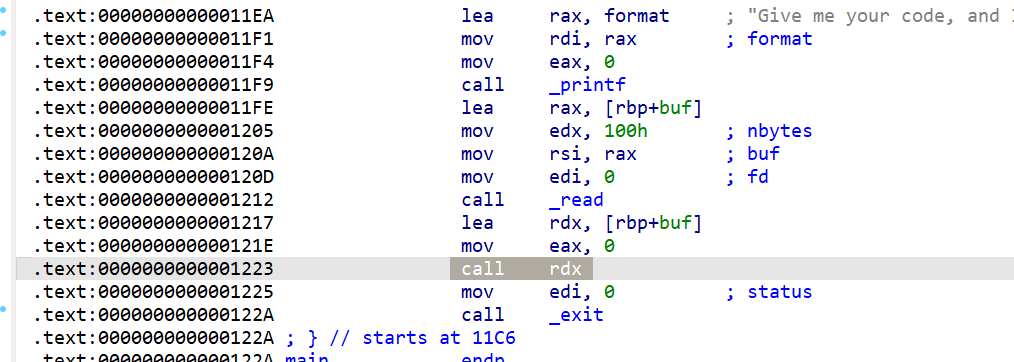 .text:00000000000011EA lea rax, format ; "Give me your code, and
.text:00000000000011F1 mov rdi, rax ; format
.text:00000000000011F4 mov eax, 0
.text:00000000000011F9 call _printf
.text:00000000000011FE lea rax, [rbp+buf]
.text:0000000000001205 mov edx, 100h ; nbytes
.text:000000000000120A mov rsi, rax ; buf
.text:000000000000120D mov edi, 0 ; fd
.text:0000000000001212 call _read
.text:0000000000001217 lea rdx, [rbp+buf]
.text:000000000000121E mov eax, 0
.text:0000000000001223 call rdx
.text:0000000000001225 mov edi, 0 ; status
.text:000000000000122A call _exit
.text:000000000000122A ; } // starts at 11C6
.text:000000000000122A main endp